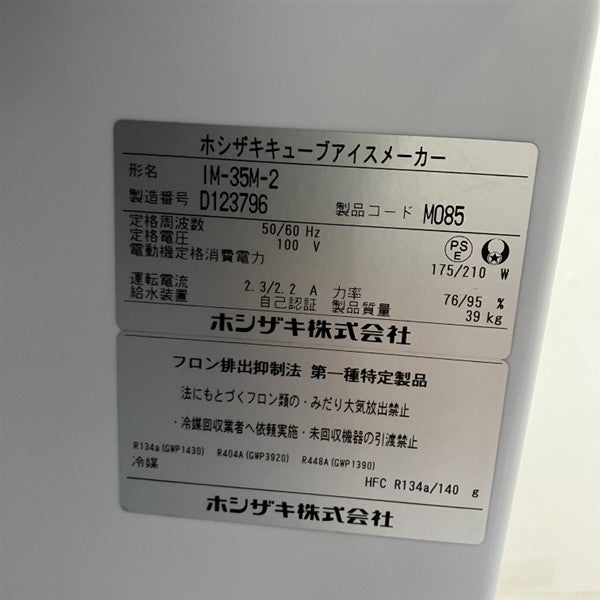 ホシザキキューブアイスメーカー
形名 IM-35M-2
製造番号 D123796 製品コード M085
定格周波数 50/60 Hz
定格電圧 100 V
電動機定格消費電力 175/210 W
PSE
運転電流 2.3/2.2 A 力率 76/95 %
給水装置 自己認証 製品質量 39 kg
ホシザキ株式会社
フロン排出抑制法 第一種特定製品
法にもとづくフロン類の・みだり大気放出禁止
・冷媒回収業者へ依頼実施・未回収機器の引渡禁止
R134a(GWP1430) R404A(GWP3920) R448A(GWP1390)
冷媒 HFC R134a/140 g
ホシザキ株式会社